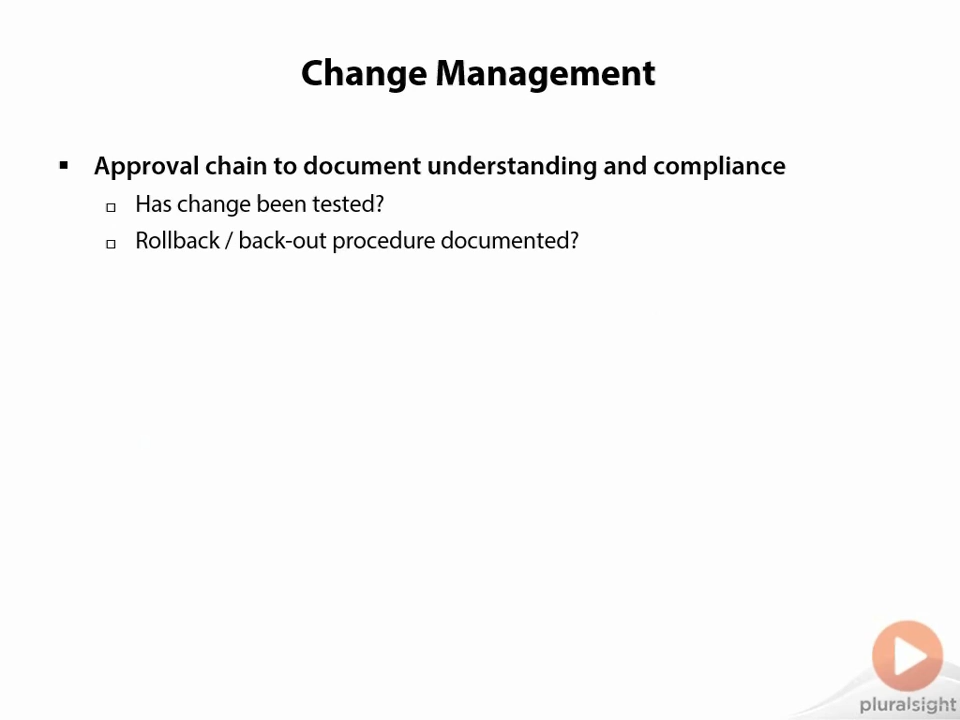 Change Management
Approval chain to document understanding and compliance
Has change been tested?
Rollback / back-out procedure documented?
pluralsight